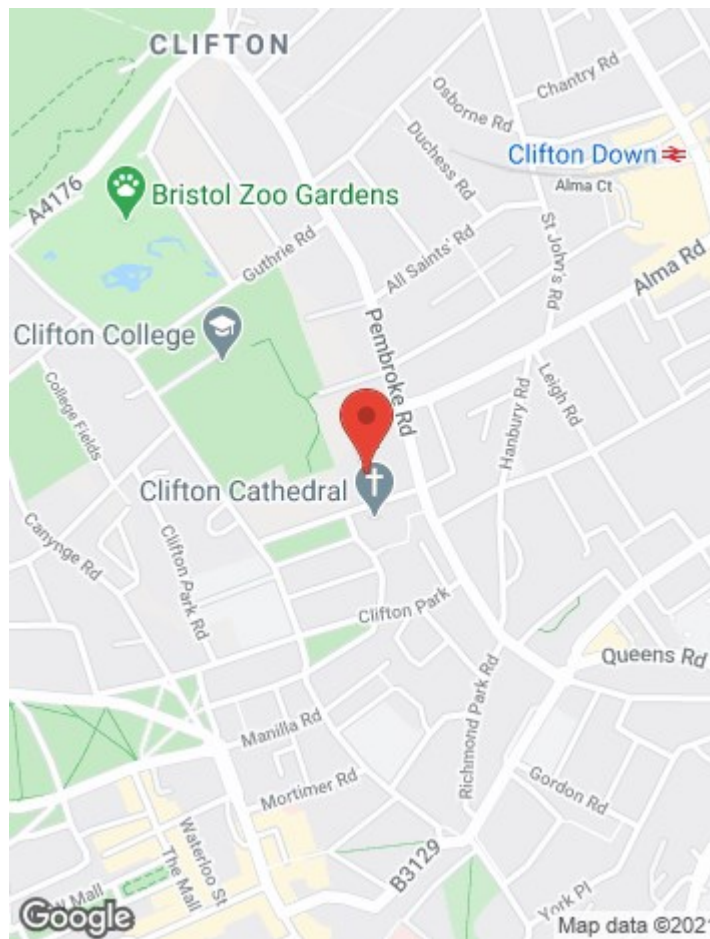 CLIFTON
Chantry Rd
Osborne Rd
Duchess Rd
Clifton Down
Alma Ct
A4176
Bristol Zoo Gardens
St John's Rd
Guthrie Rd
All Saints' Rd
Alma Rd
Clifton College
Pembroke Rd
College Fields
Hanbury Rd
Leigh Rd
Clifton Cathedral
Canynge Rd
Clifton Park Rd
Clifton Park
Queens Rd
Richmond Park Rd
Manilla Rd
Mortimer Rd
Gordon Rd
Waterloo St
The Mall
B3129
Mall
York Pl
Google
Map data ©2021